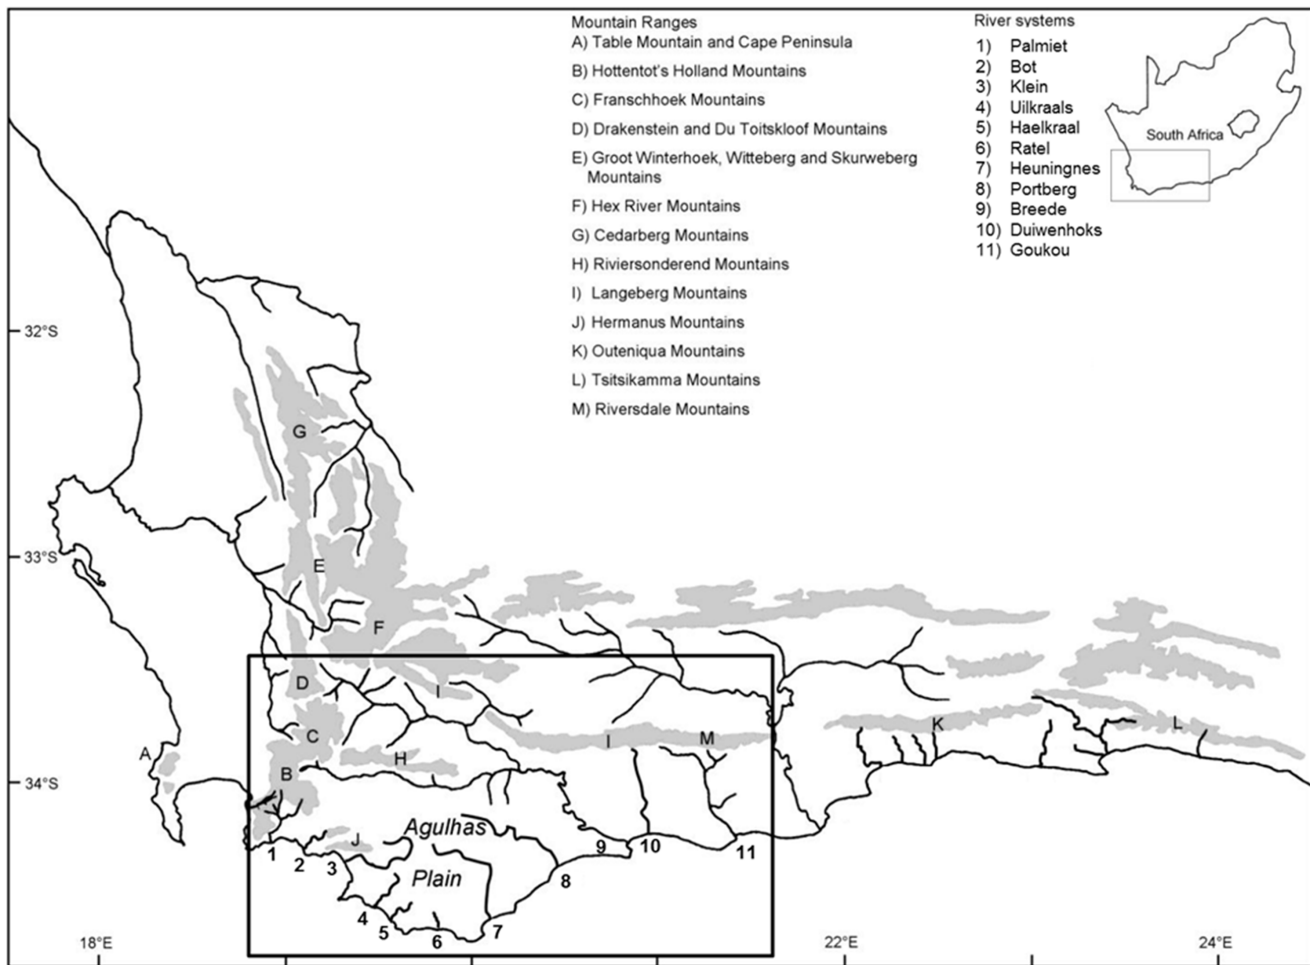 Mountain Ranges
A) Table Mountain and Cape Peninsula
B) Hottentot's Holland Mountains
C) Franschhoek Mountains
D) Drakenstein and Du Toitskloof Mountains
E) Groot Winterhoek, Witteberg and Skurweberg
Mountains
F) Hex River Mountains
G) Cedarberg Mountains
H) Riviersonderend Mountains
I) Langeberg Mountains
J) Hermanus Mountains
K) Outeniqua Mountains
L) Tsitsikamma Mountains
M) Riversdale Mountains
River systems
1) Palmiet
2) Bot
3) Klein
4) Uilkraals
5) Haelkraal
6) Ratel
7) Heuningnes
8) Portberg
9) Breede
10) Duiwenhoks
11) Goukou
South Africa
32°S
G
33°S
E
F
D
I
C
I
M
K
L
A
H
B
34°S
Agulhas
J
1
2
3
9
10
11
Plain
8
4
5
6
7
18°E
22°E
24°E